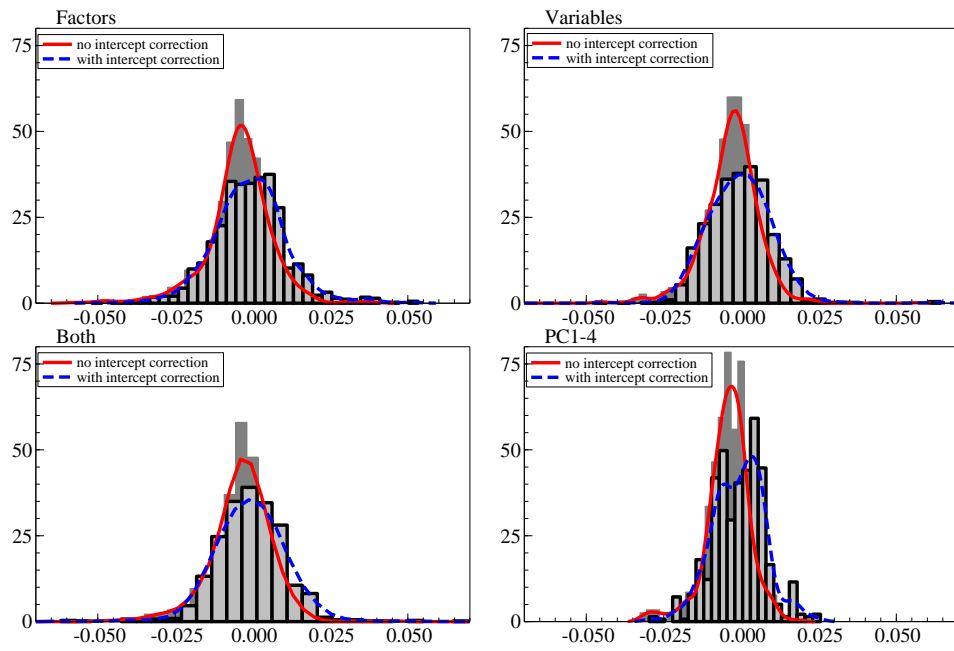 Factors
no intercept correction
with intercept correction
75
50
25
0
-0.050 -0.025 0.000 0.025 0.050
Variables
no intercept correction
with intercept correction
75
50
25
0
-0.050 -0.025 0.000 0.025 0.050
Both
no intercept correction
with intercept correction
75
50
25
0
-0.050 -0.025 0.000 0.025 0.050
PC1-4
no intercept correction
with intercept correction
75
50
25
0
-0.050 -0.025 0.000 0.025 0.050